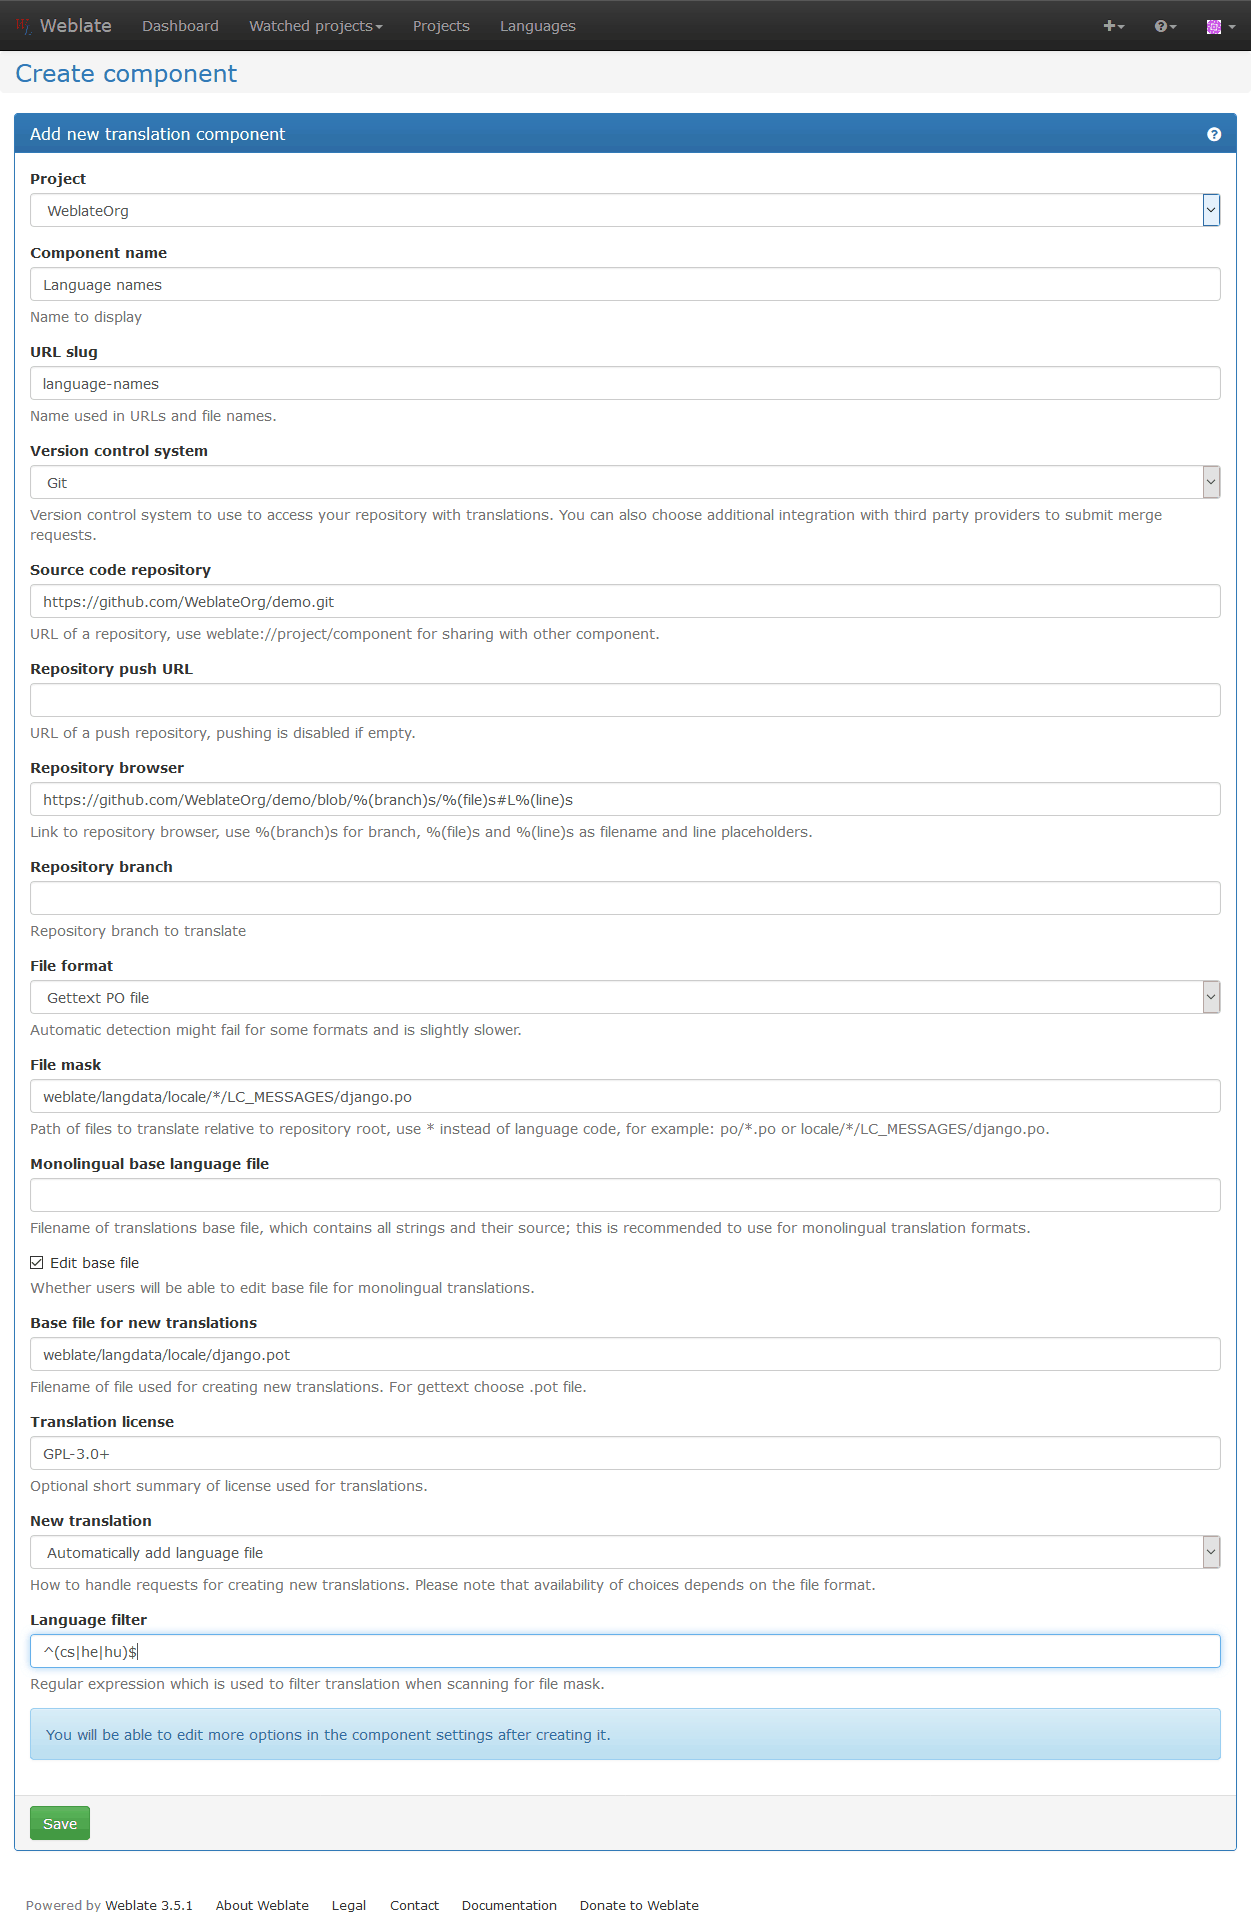 Weblate Dashboard Watched projects Projects Languages
Create component
Add new translation component
Project
WeblateOrg
Component name
Language names
Name to display
URL slug
language-names
Name used in URLs and file names.
Version control system
Git
Version control system to use to access your repository with translations. You can also choose additional integration with third party providers to submit merge
requests.
Source code repository
https://github.com/WeblateOrg/demo.git
URL of a repository, use weblate://project/component for sharing with other component.
Repository push URL
URL of a push repository, pushing is disabled if empty.
Repository browser
https://github.com/WeblateOrg/demo/blob/%(branch)s/%(file)s#L%(line)s
Link to repository browser, use %(branch)s for branch, %(file)s and %(line)s as filename and line placeholders.
Repository branch
Repository branch to translate
File format
Gettext PO file
Automatic detection might fail for some formats and is slightly slower.
File mask
weblate/langdata/locale/*/LC_MESSAGES/django.po
Path of files to translate relative to repository root, use * instead of language code, for example: po/*.po or locale/*/LC_MESSAGES/django.po.
Monolingual base language file
Filename of translations base file, which contains all strings and their source; this is recommended to use for monolingual translation formats.
Edit base file
Whether users will be able to edit base file for monolingual translations.
Base file for new translations
weblate/langdata/locale/django.pot
Filename of file used for creating new translations. For gettext choose .pot file.
Translation license
GPL-3.0+
Optional short summary of license used for translations.
New translation
Automatically add language file
How to handle requests for creating new translations. Please note that availability of choices depends on the file format.
Language filter
^(cs|he|hu)$
Regular expression which is used to filter translation when scanning for file mask.
You will be able to edit more options in the component settings after creating it.
Save
Powered by Weblate 3.5.1 About Weblate Legal Contact Documentation Donate to Weblate